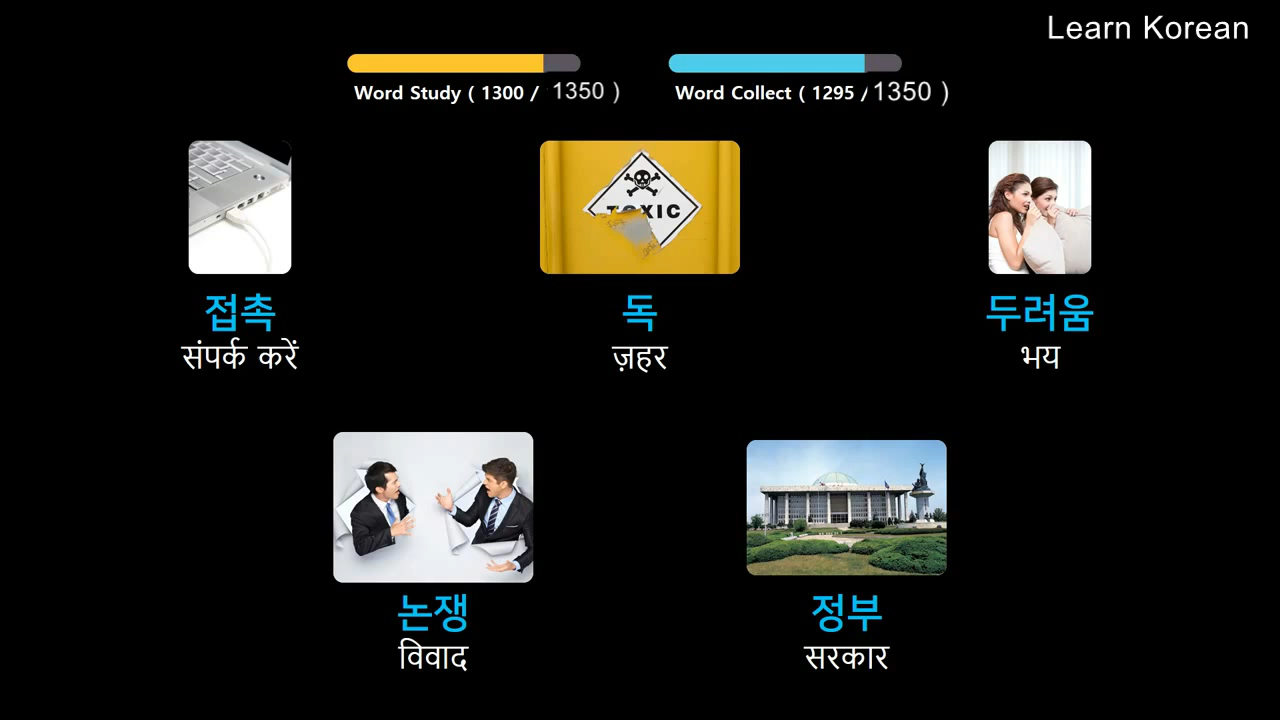 Learn Korean
Word Study ( 1300 / 1350 )
Word Collect ( 1295 / 1350 )
TOXIC
접촉
संपर्क करें
독
ज़हर
두려움
भय
논쟁
विवाद
정부
सरकार